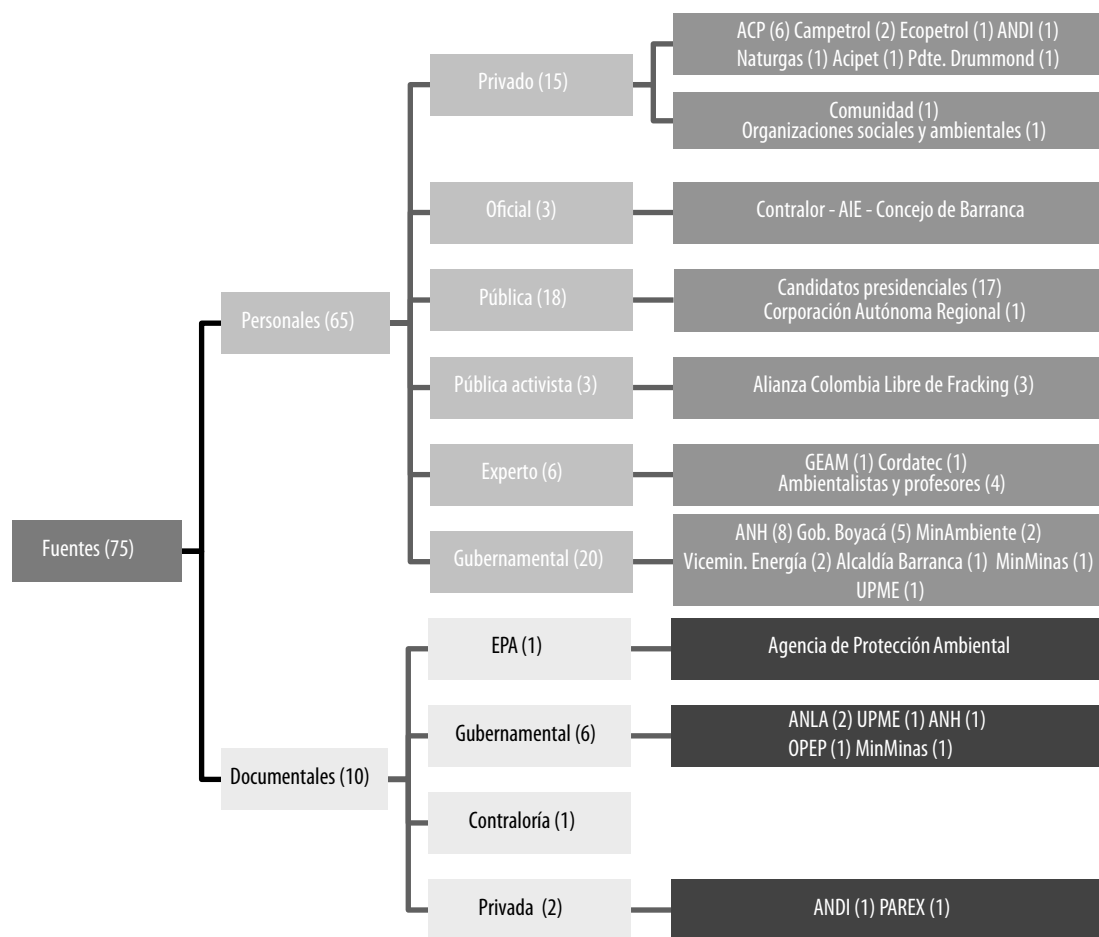 Fuentes (75)
Personales (65)
Privado (15)
ACP (6) Campetrol (2) Ecopetrol (1) ANDI (1)
Naturgas (1) Acipet (1) Pdte. Drummond (1)
Comunidad (1)
Organizaciones sociales y ambientales (1)
Oficial (3)
Contralor - AIE - Concejo de Barranca
Pública (18)
Candidatos presidenciales (17)
Corporación Autónoma Regional (1)
Pública activista (3)
Alianza Colombia Libre de Fracking (3)
Experto (6)
GEAM (1) Cordatec (1)
Ambientalistas y profesores (4)
Gubernamental (20)
ANH (8) Gob. Boyacá (5) MinAmbiente (2)
Vicemin. Energía (2) Alcaldía Barranca (1) MinMinas (1)
UPME (1)
Documentales (10)
EPA (1)
Agencia de Protección Ambiental
Gubernamental (6)
ANLA (2) UPME (1) ANH (1)
OPEP (1) MinMinas (1)
Contraloría (1)
Privada (2)
ANDI (1) PAREX (1)